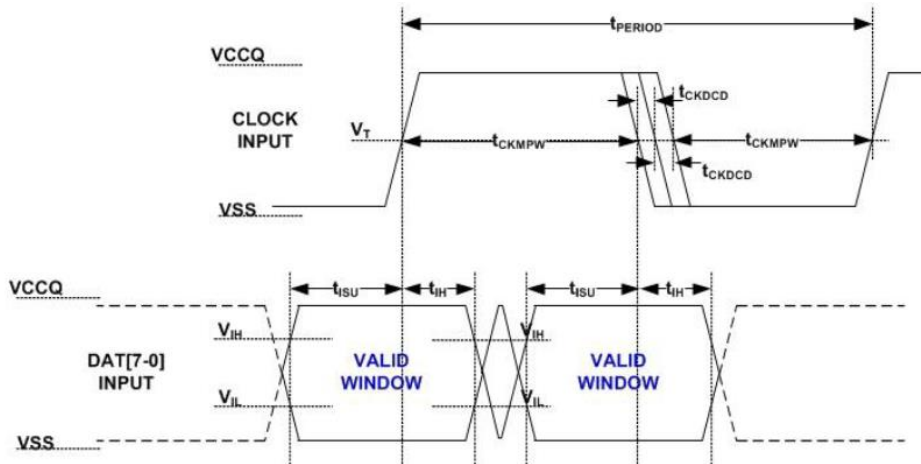 tPERIOD
VCCQ
tCKDCD
CLOCK
INPUT
VT
tCKMPW
tCKMPW
tCKDCD
VSS
VCCQ
tISU
tIH
tISU
tIH
VIH
VIH
DAT[7-0]
INPUT
VALID
WINDOW
VALID
WINDOW
VIL
VIL
VSS